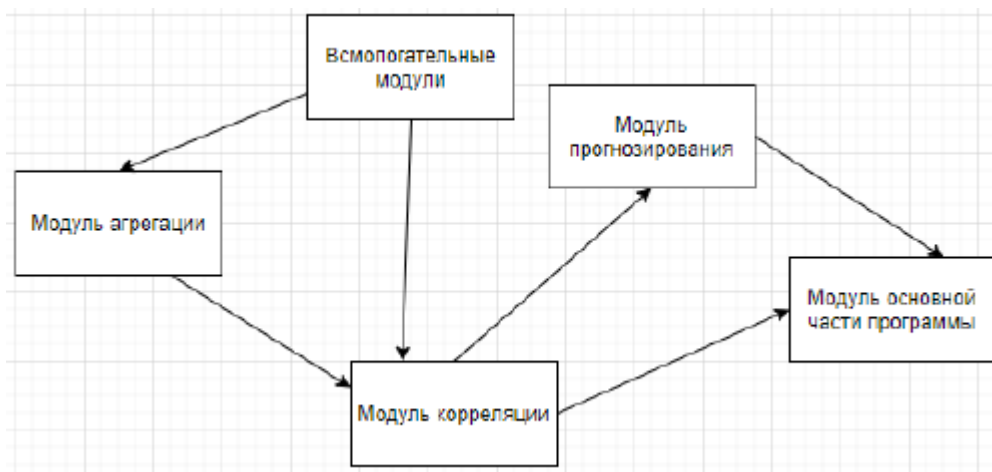 Всмопогательные
модули
Модуль
прогнозирования
Модуль агрегации
Модуль основной
части программы
Модуль корреляции